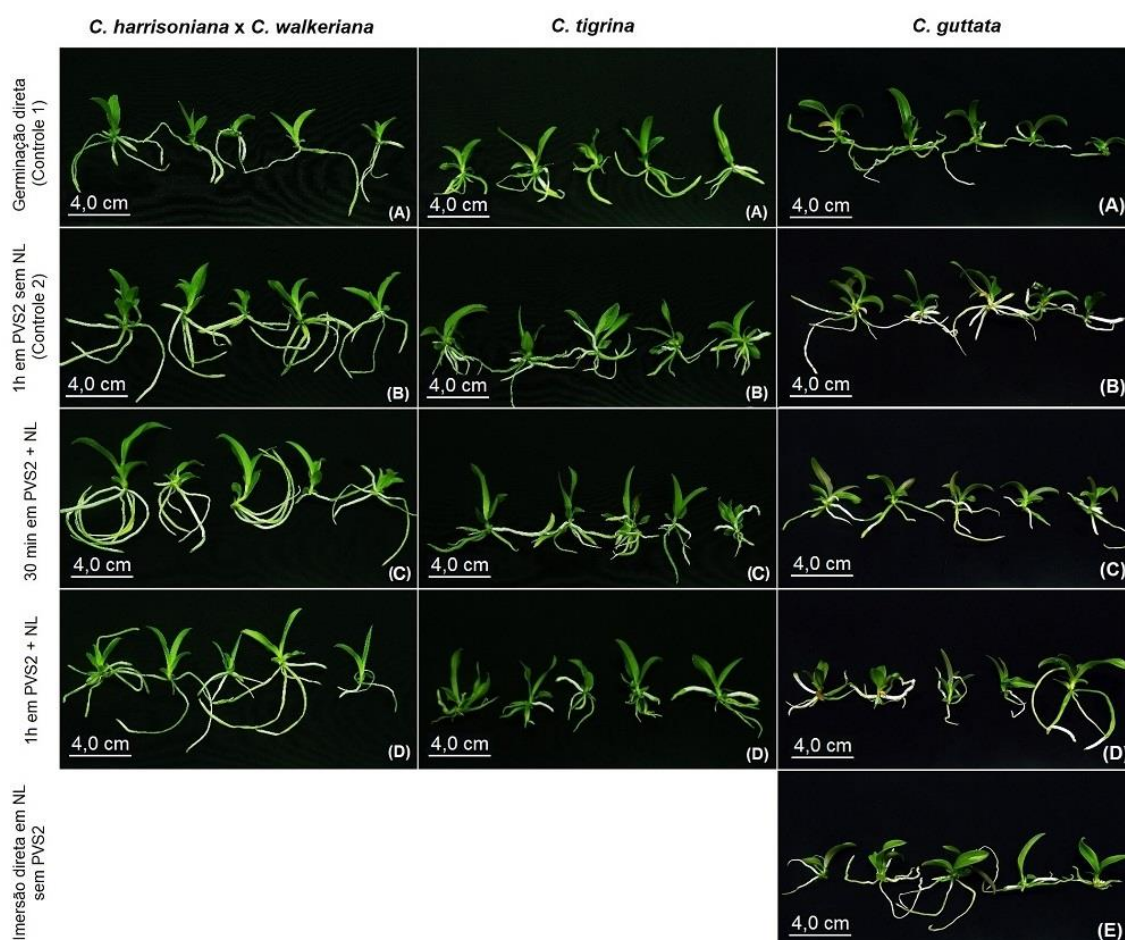 C. harrisoniana x C. walkeriana
C. tigrina
C. guttata
Germinação direta
(Controle 1)
4,0 cm
(A)
4,0 cm
(A)
4,0 cm
(A)
1h em PVS2 sem NL
(Controle 2)
4,0 cm
(B)
4,0 cm
(B)
4,0 cm
(B)
30 min em PVS2 + NL
4,0 cm
(C)
4,0 cm
(C)
4,0 cm
(C)
1h em PVS2 + NL
4,0 cm
(D)
4,0 cm
(D)
4,0 cm
(D)
Imersão direta em NL
sem PVS2
4,0 cm
(E)